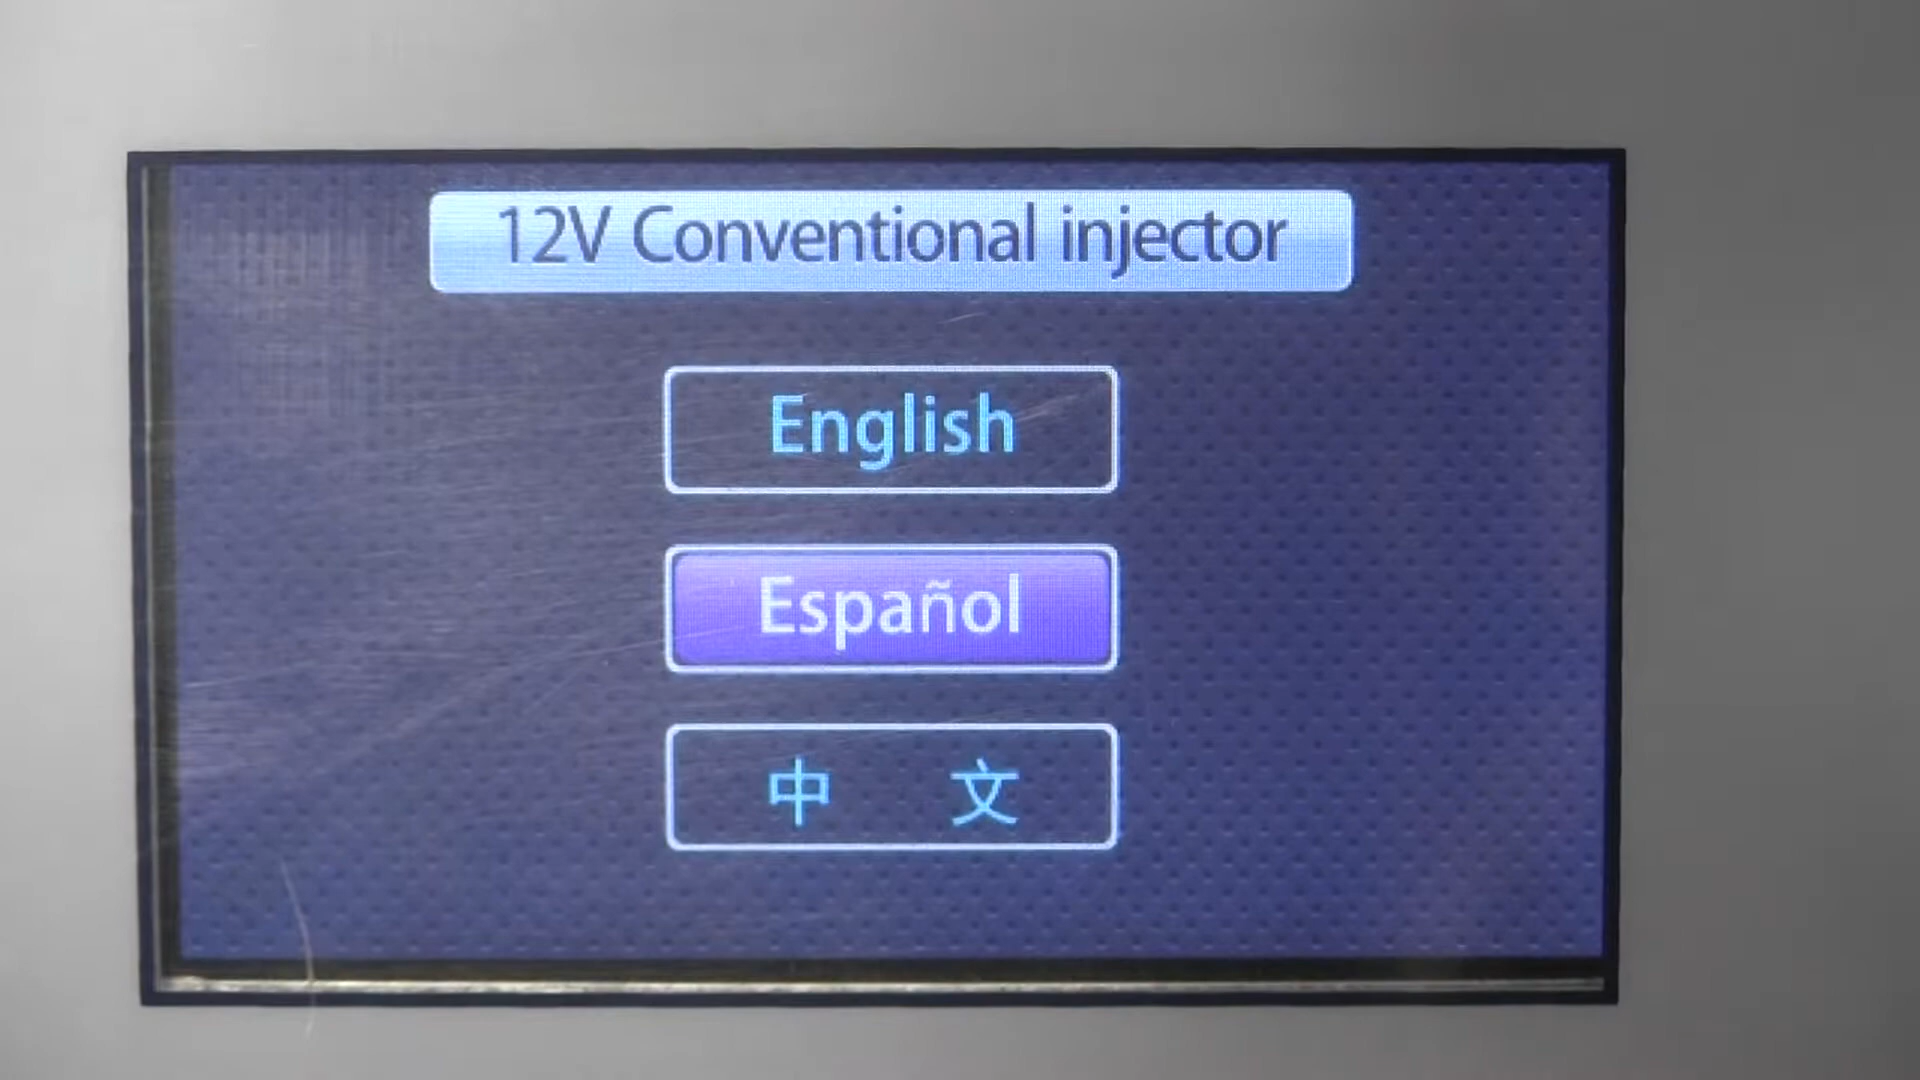 12V Conventional injector
English
Español
中 文